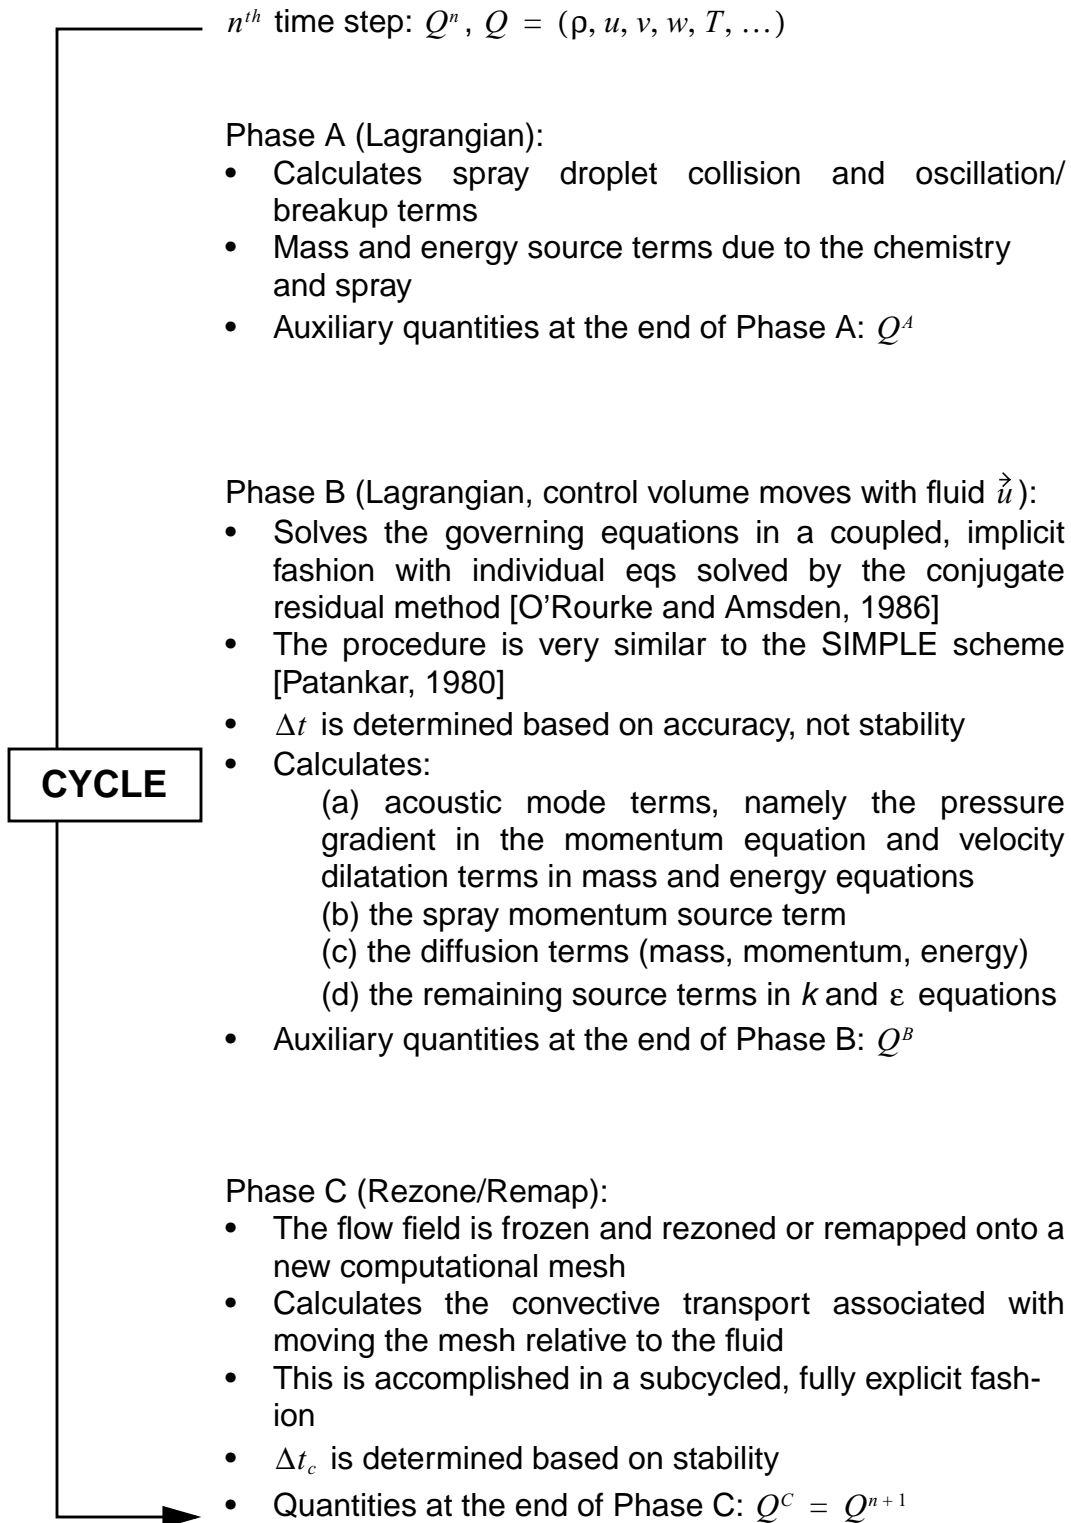 nᵗʰ time step: Qⁿ, Q = (ρ, u, v, w, T, …)
Phase A (Lagrangian):
• Calculates spray droplet collision and oscillation/
breakup terms
• Mass and energy source terms due to the chemistry
and spray
• Auxiliary quantities at the end of Phase A: Qᴬ
Phase B (Lagrangian, control volume moves with fluid u⃗):
• Solves the governing equations in a coupled, implicit
fashion with individual eqs solved by the conjugate
residual method [O’Rourke and Amsden, 1986]
• The procedure is very similar to the SIMPLE scheme
[Patankar, 1980]
• Δt is determined based on accuracy, not stability
CYCLE
• Calculates:
(a) acoustic mode terms, namely the pressure
gradient in the momentum equation and velocity
dilatation terms in mass and energy equations
(b) the spray momentum source term
(c) the diffusion terms (mass, momentum, energy)
(d) the remaining source terms in k and ε equations
• Auxiliary quantities at the end of Phase B: Qᴮ
Phase C (Rezone/Remap):
• The flow field is frozen and rezoned or remapped onto a
new computational mesh
• Calculates the convective transport associated with
moving the mesh relative to the fluid
• This is accomplished in a subcycled, fully explicit fash-
ion
• Δt_c is determined based on stability
• Quantities at the end of Phase C: Q^C = Qⁿ⁺¹